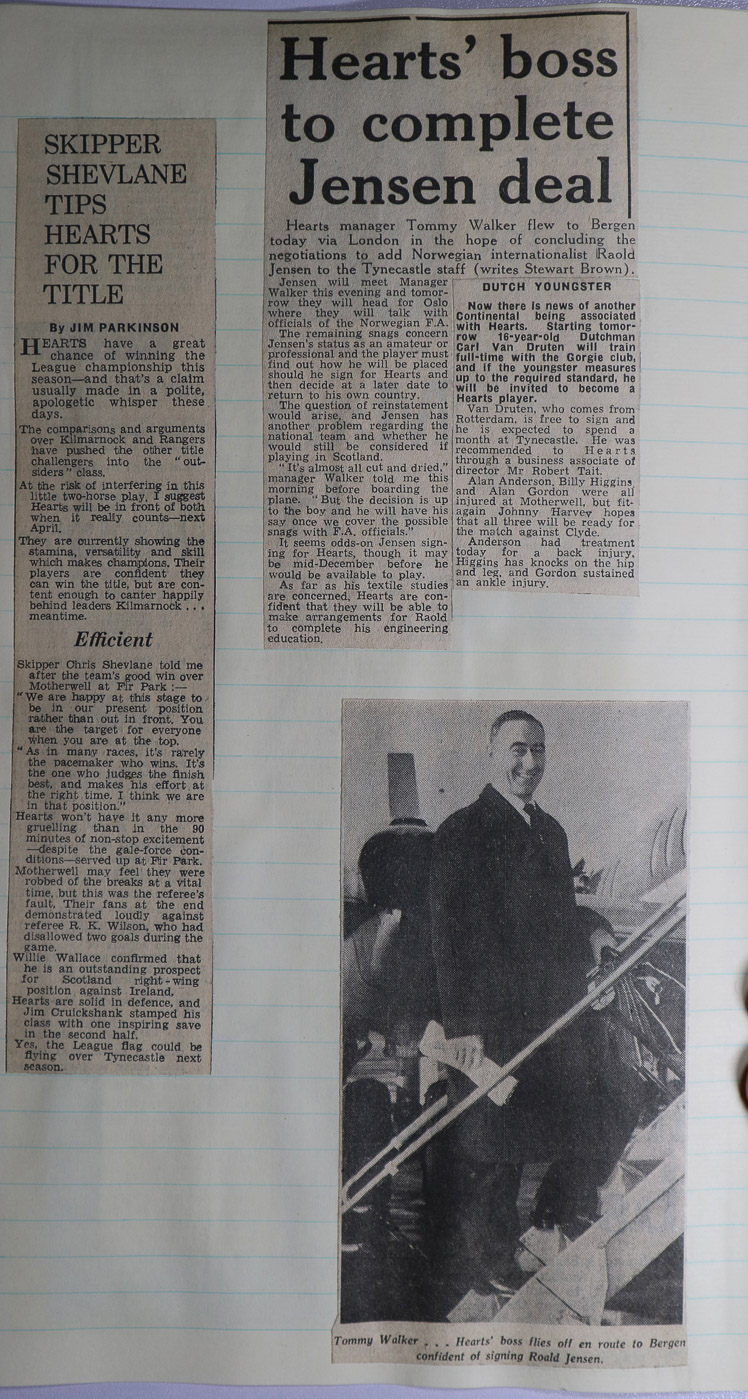 SKIPPER
SHEVLANE
TIPS
HEARTS
FOR THE
TITLE
By JIM PARKINSON
HEARTS have a great
chance of winning the
League championship this
season—and that's a claim
usually made in a polite,
apologetic whisper these
days.
The comparisons and arguments
over Kilmarnock and Rangers
have pushed the other title
challengers into the "out-
siders" class.
At the risk of interfering in this
little two-horse play, I suggest
Hearts will be in front of both
when it really counts—next
April.
They are currently showing the
stamina, versatility and skill
which makes champions. Their
players are confident they
can win the title, but are con-
tent enough to canter happily
behind leaders Kilmarnock . . .
meantime.
Efficient
Skipper Chris Shevlane told me
after the team's good win over
Motherwell at Fir Park :—
"We are happy at this stage to
be in our present position
rather than out in front. You
are the target for everyone
when you are at the top.
"As in many races, it's rarely
the pacemaker who wins. It's
the one who judges the finish
best, and makes his effort at
the right time. I think we are
in that position."
Hearts won't have it any more
gruelling than in the 90
minutes of non-stop excitement
—despite the gale-force con-
ditions—served up at Fir Park.
Motherwell may feel they were
robbed of the breaks at a vital
time, but this was the referee's
fault. Their fans at the end
demonstrated loudly against
referee R. K. Wilson, who had
disallowed two goals during the
game.
Willie Wallace confirmed that
he is an outstanding prospect
for Scotland right-wing
position against Ireland.
Hearts are solid in defence, and
Jim Cruickshank stamped his
class with one inspiring save
in the second half.
Yes, the League flag could be
flying over Tynecastle next
season.
Hearts' boss
to complete
Jensen deal
Hearts manager Tommy Walker flew to Bergen
today via London in the hope of concluding the
negotiations to add Norwegian internationalist Raold
Jensen to the Tynecastle staff (writes Stewart Brown).
Jensen will meet Manager
Walker this evening and tomor-
row they will head for Oslo
where they will talk with
officials of the Norwegian F.A.
The remaining snags concern
Jensen's status as an amateur or
professional and the player must
find out how he will be placed
should he sign for Hearts and
then decide at a later date to
return to his own country.
The question of reinstatement
would arise, and Jensen has
another problem regarding the
national team and whether he
would still be considered if
playing in Scotland.
"It's almost all cut and dried,"
manager Walker told me this
morning before boarding the
plane. "But the decision is up
to the boy and he will have his
say once we cover the possible
snags with F.A. officials."
It seems odds-on Jensen sign-
ing for Hearts, though it may
be mid-December before he
would be available to play.
As far as his textile studies
are concerned, Hearts are con-
fident that they will be able to
make arrangements for Raold
to complete his engineering
education.
DUTCH YOUNGSTER
Now there is news of another
Continental being associated
with Hearts. Starting tomor-
row 16-year-old Dutchman
Carl Van Druten will train
full-time with the Gorgie club,
and if the youngster measures
up to the required standard, he
will be invited to become a
Hearts player.
Van Druten, who comes from
Rotterdam, is free to sign and
he is expected to spend a
month at Tynecastle. He was
recommended to Hearts
through a business associate of
director Mr Robert Tait.
Alan Anderson, Billy Higgins
and Alan Gordon were all
injured at Motherwell, but fit-
again Johnny Harvey hopes
that all three will be ready for
the match against Clyde.
Anderson had treatment
today for a back injury,
Higgins has knocks on the hip
and leg, and Gordon sustained
an ankle injury.
Tommy Walker . . . Hearts' boss flies off en route to Bergen
confident of signing Roald Jensen.